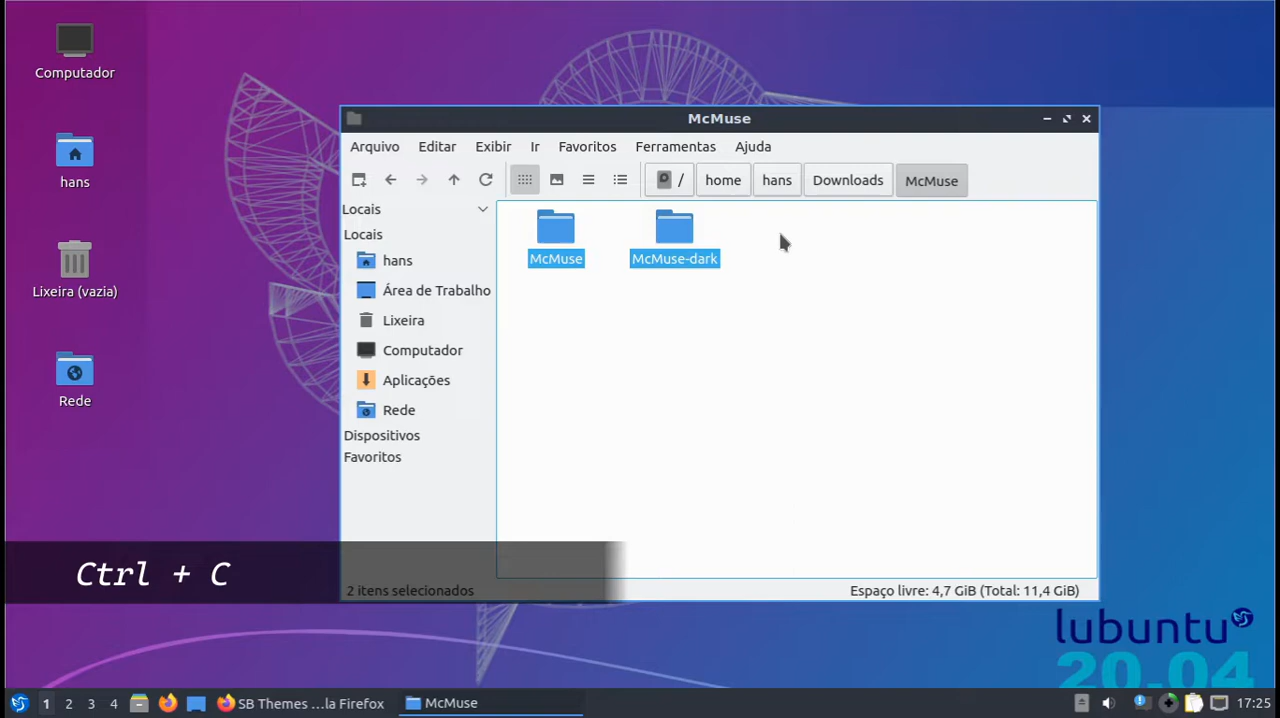 Computador
hans
Lixeira (vazia)
Rede
McMuse
Arquivo Editar Exibir Ir Favoritos Ferramentas Ajuda
/ home hans Downloads McMuse
Locais
Locais
hans
Área de Trabalho
Lixeira
Computador
Aplicações
Rede
Dispositivos
Favoritos
McMuse McMuse-dark
2 itens selecionados Espaço livre: 4,7 GiB (Total: 11,4 GiB)
Ctrl + C
lubuntu
20.04
1 2 3 4 SB Themes ...la Firefox McMuse 17:25